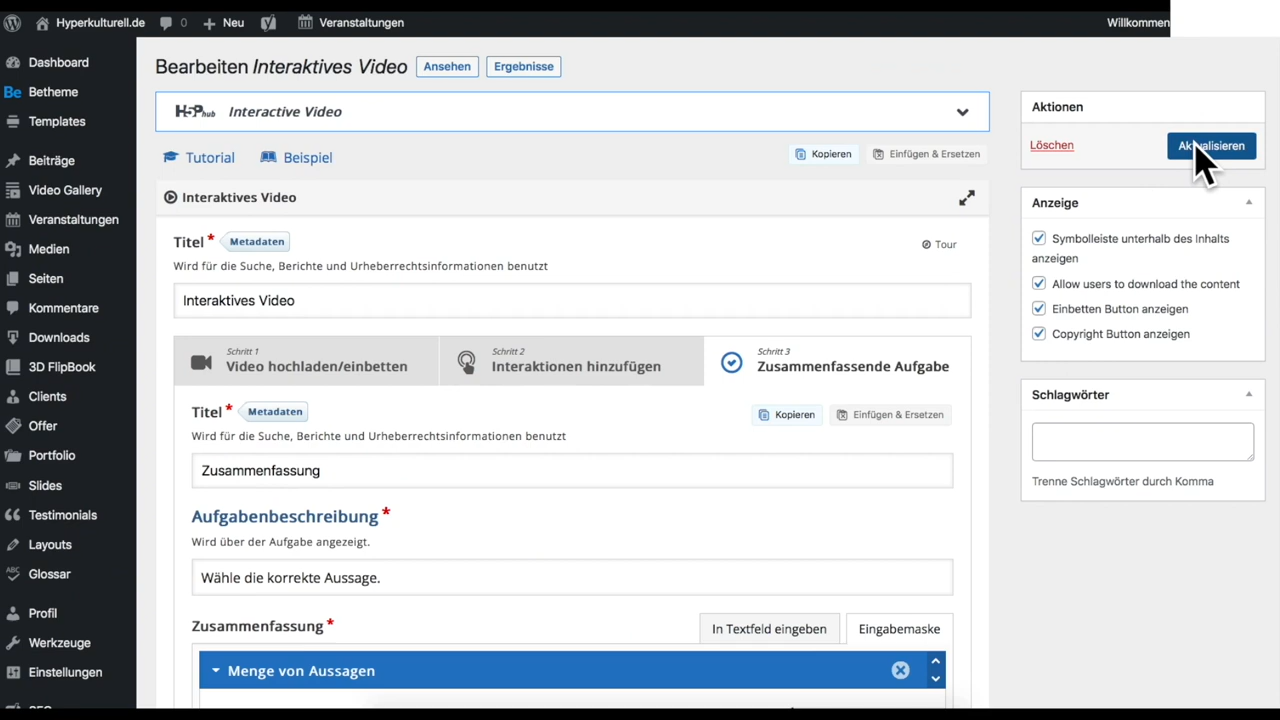 Hyperkulturell.de 0 Neu Veranstaltungen Willkommen
Dashboard
Betheme
Templates
Beiträge
Video Gallery
Veranstaltungen
Medien
Seiten
Kommentare
Downloads
3D FlipBook
Clients
Offer
Portfolio
Slides
Testimonials
Layouts
Glossar
Profil
Werkzeuge
Einstellungen
Bearbeiten Interaktives Video Ansehen Ergebnisse
H5P hub Interactive Video
Tutorial Beispiel Kopieren Einfügen & Ersetzen
Interaktives Video
Titel* Metadaten Tour
Wird für die Suche, Berichte und Urheberrechtsinformationen benutzt
Interaktives Video
Schritt 1
Video hochladen/einbetten
Schritt 2
Interaktionen hinzufügen
Schritt 3
Zusammenfassende Aufgabe
Titel* Metadaten Kopieren Einfügen & Ersetzen
Wird für die Suche, Berichte und Urheberrechtsinformationen benutzt
Zusammenfassung
Aufgabenbeschreibung*
Wird über der Aufgabe angezeigt.
Wähle die korrekte Aussage.
Zusammenfassung* In Textfeld eingeben Eingabemaske
Menge von Aussagen
Aktionen
Löschen Aktualisieren
Anzeige
Symbolleiste unterhalb des Inhalts
anzeigen
Allow users to download the content
Einbetten Button anzeigen
Copyright Button anzeigen
Schlagwörter
Trenne Schlagwörter durch Komma